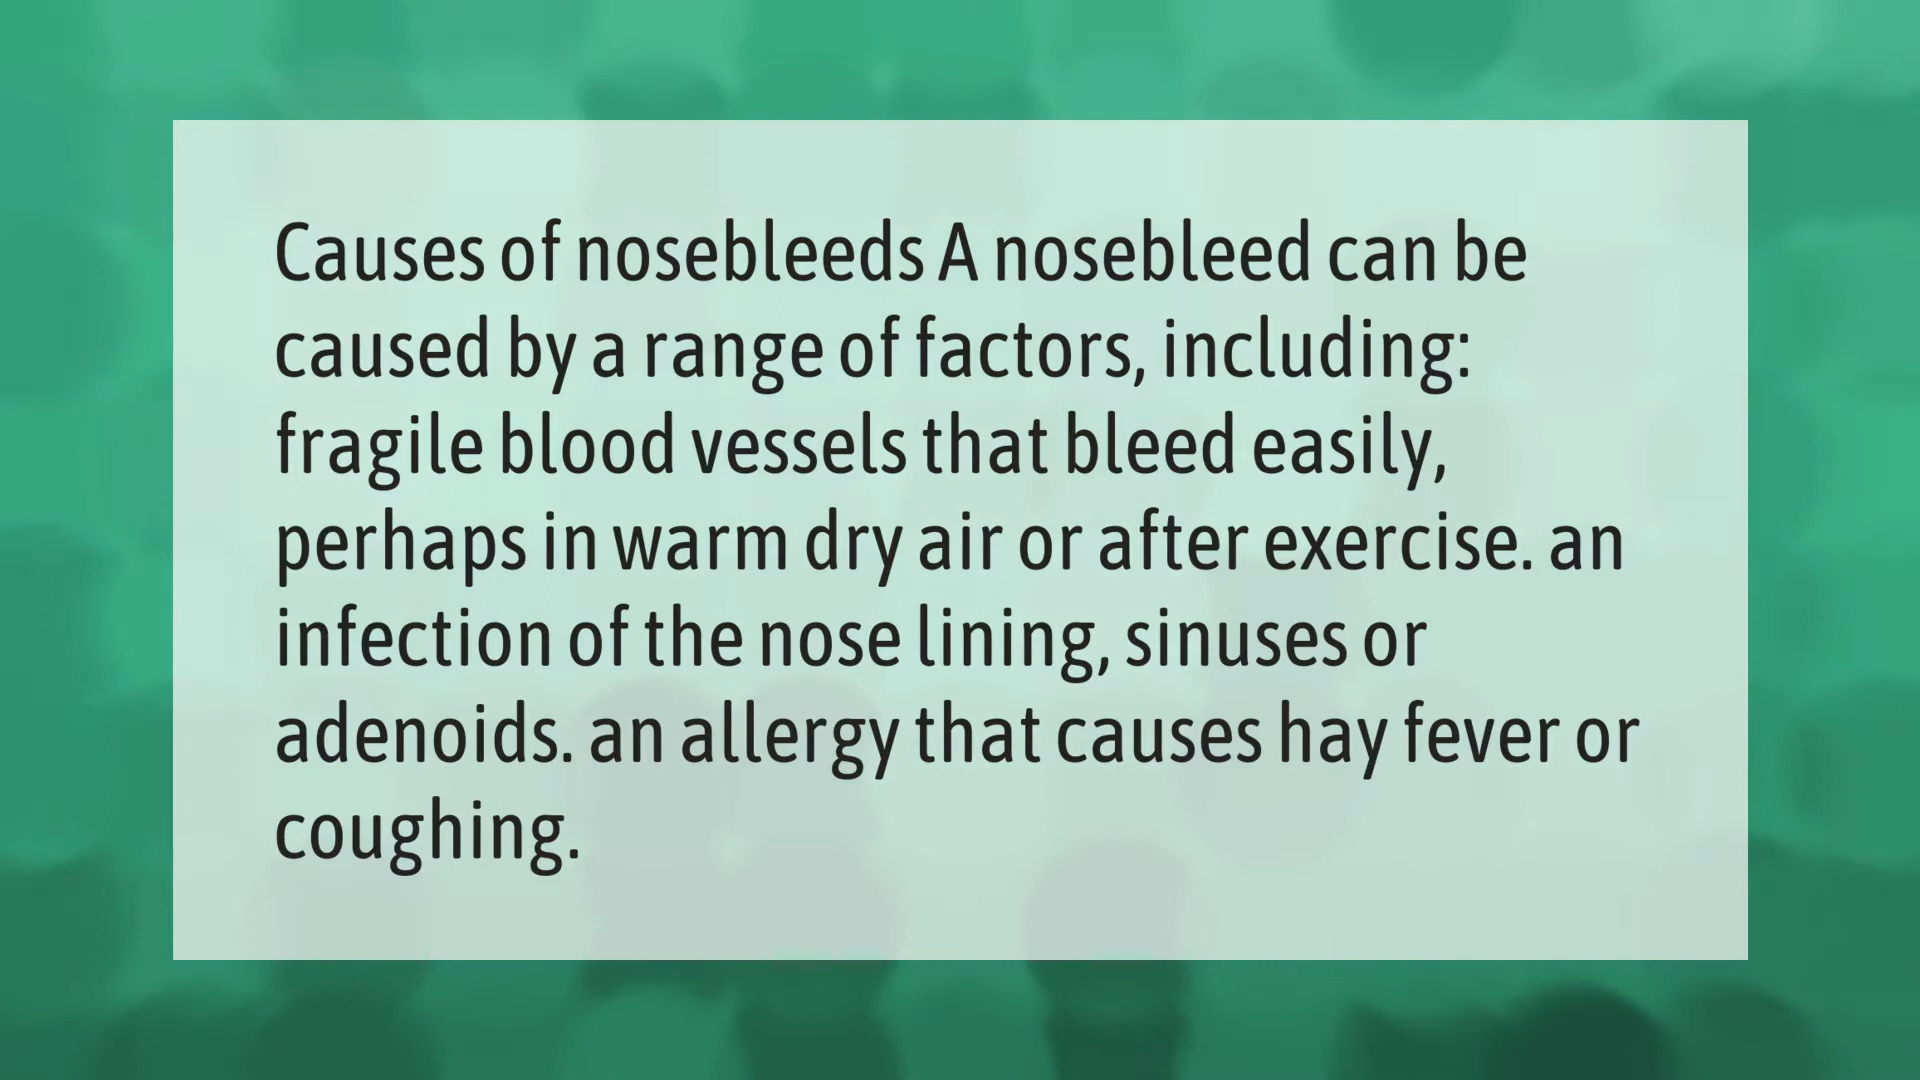 Causes of nosebleeds A nosebleed can be
caused by a range of factors, including:
fragile blood vessels that bleed easily,
perhaps in warm dry air or after exercise. an
infection of the nose lining, sinuses or
adenoids. an allergy that causes hay fever or
coughing.